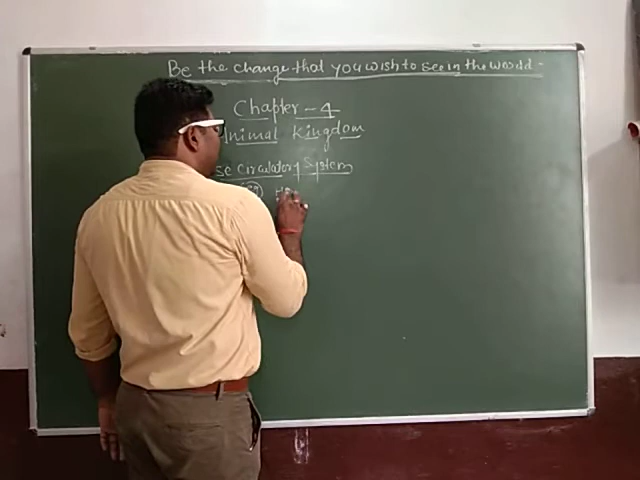 Be the change that you wish to see in the world.
Chapter - 4
Animal Kingdom
Circulatory System